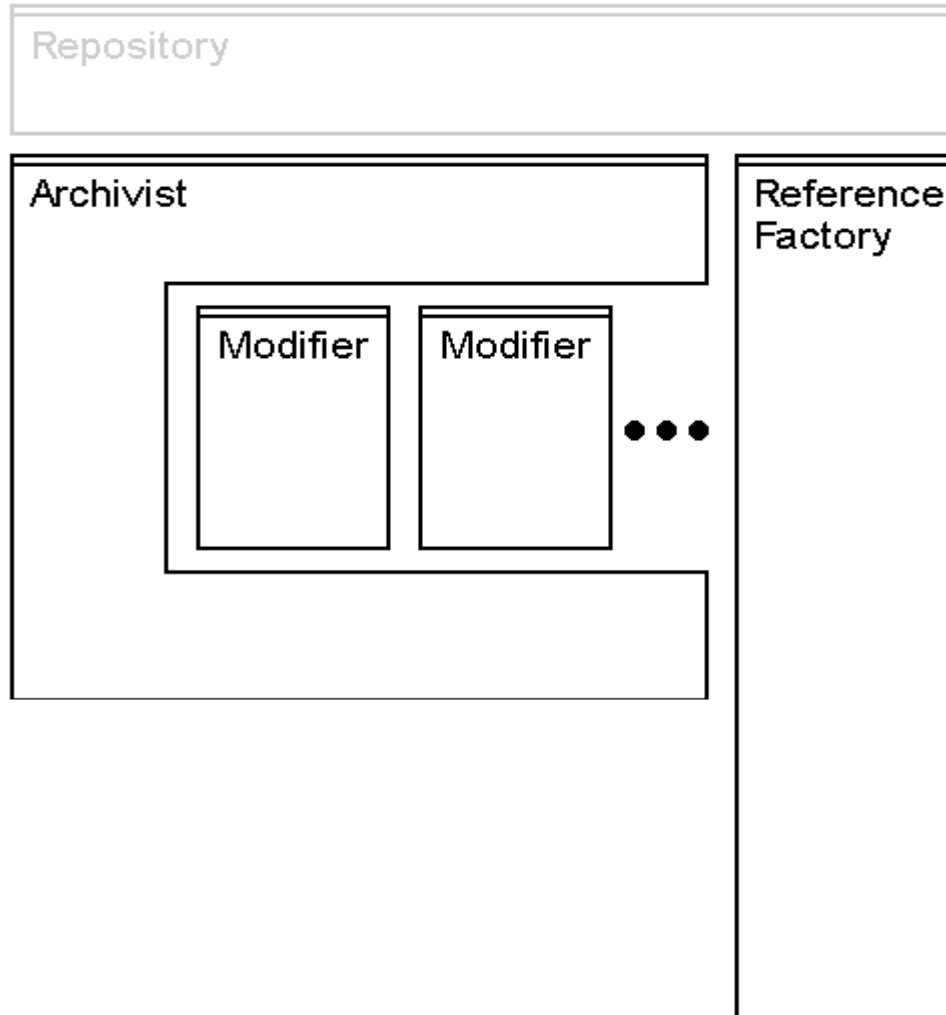 Repository
Archivist
Reference
Factory
Modifier
Modifier